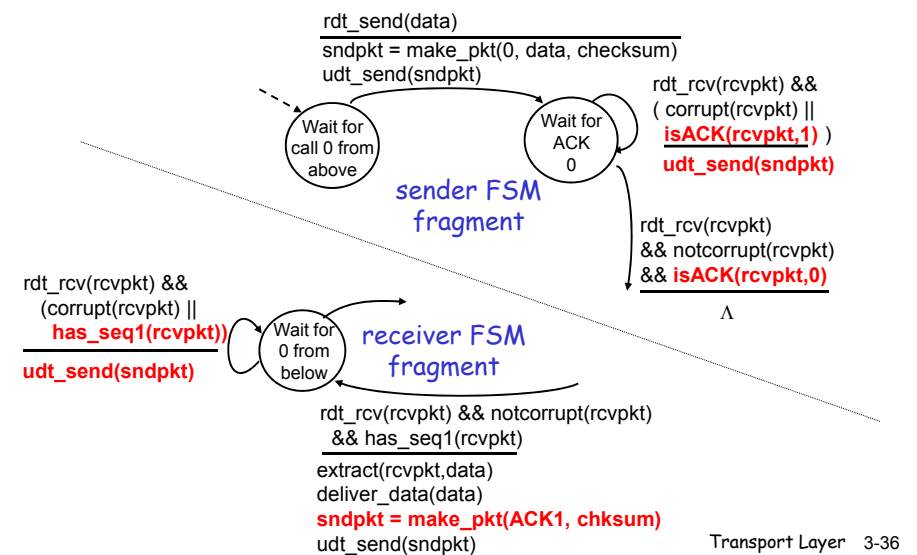 rdt_send(data)
sndpkt = make_pkt(0, data, checksum)
udt_send(sndpkt)
Wait for
call 0 from
above
Wait for
ACK
0
rdt_rcv(rcvpkt) &&
( corrupt(rcvpkt) ||
isACK(rcvpkt,1) )
udt_send(sndpkt)
sender FSM
fragment
rdt_rcv(rcvpkt)
&& notcorrupt(rcvpkt)
&& isACK(rcvpkt,0)
Λ
rdt_rcv(rcvpkt) &&
(corrupt(rcvpkt) ||
has_seq1(rcvpkt))
udt_send(sndpkt)
Wait for
0 from
below
receiver FSM
fragment
rdt_rcv(rcvpkt) && notcorrupt(rcvpkt)
&& has_seq1(rcvpkt)
extract(rcvpkt,data)
deliver_data(data)
sndpkt = make_pkt(ACK1, chksum)
udt_send(sndpkt)
Transport Layer 3-36